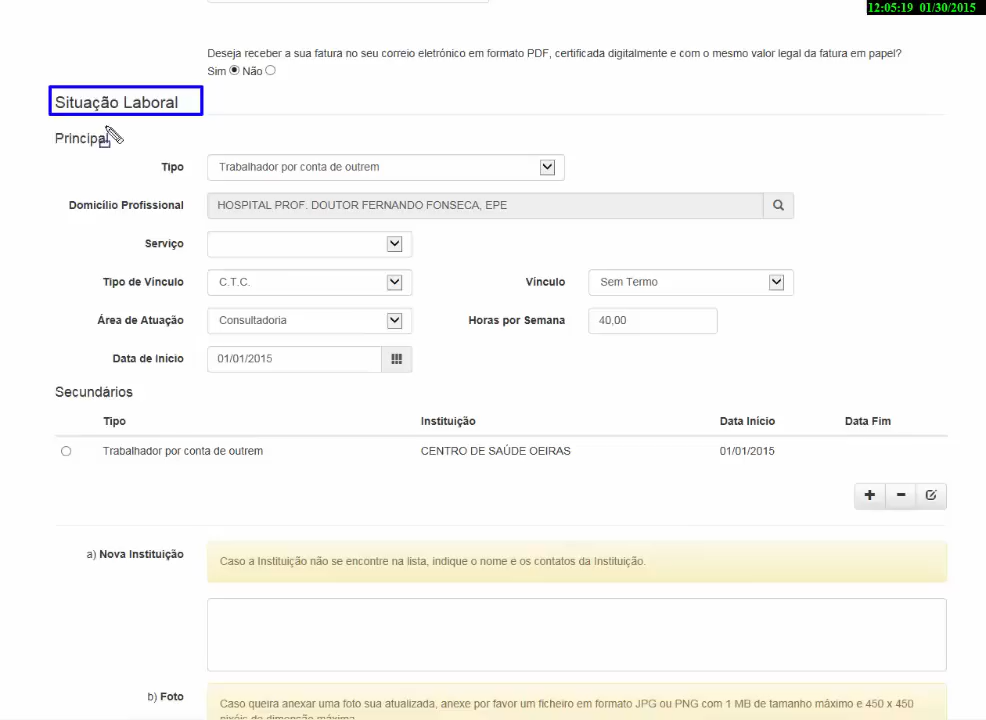 12:05:19 01/30/2015
Deseja receber a sua fatura no seu correio eletrónico em formato PDF, certificada digitalmente e com o mesmo valor legal da fatura em papel?
Sim Não
Situação Laboral
Principal
Tipo Trabalhador por conta de outrem
Domicílio Profissional HOSPITAL PROF. DOUTOR FERNANDO FONSECA, EPE
Serviço
Tipo de Vínculo C.T.C. Vínculo Sem Termo
Área de Atuação Consultadoria Horas por Semana 40,00
Data de Início 01/01/2015
Secundários
Tipo Instituição Data Início Data Fim
Trabalhador por conta de outrem CENTRO DE SAÚDE OEIRAS 01/01/2015
a) Nova Instituição Caso a Instituição não se encontre na lista, indique o nome e os contatos da Instituição.
b) Foto Caso queira anexar uma foto sua atualizada, anexe por favor um ficheiro em formato JPG ou PNG com 1 MB de tamanho máximo e 450 x 450
pixéis de dimensão máxima